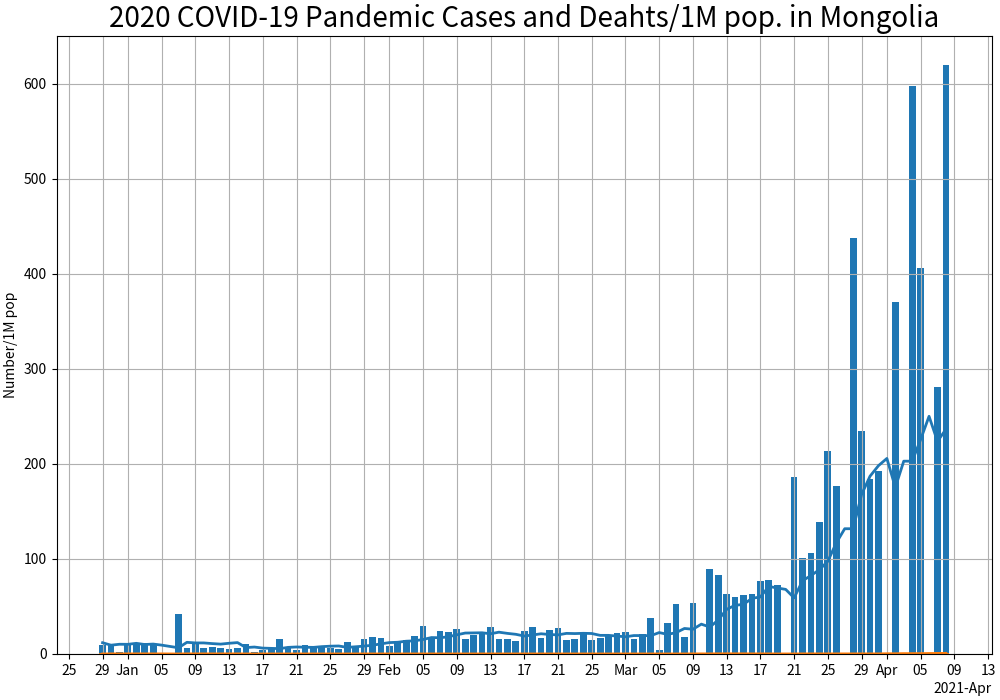 2020 COVID-19 Pandemic Cases and Deahts/1M pop. in Mongolia
Number/1M pop
600
500
400
300
200
100
0
25 29 Jan 05 09 13 17 21 25 29 Feb 05 09 13 17 21 25 Mar 05 09 13 17 21 25 29 Apr 05 09 13
2021-Apr